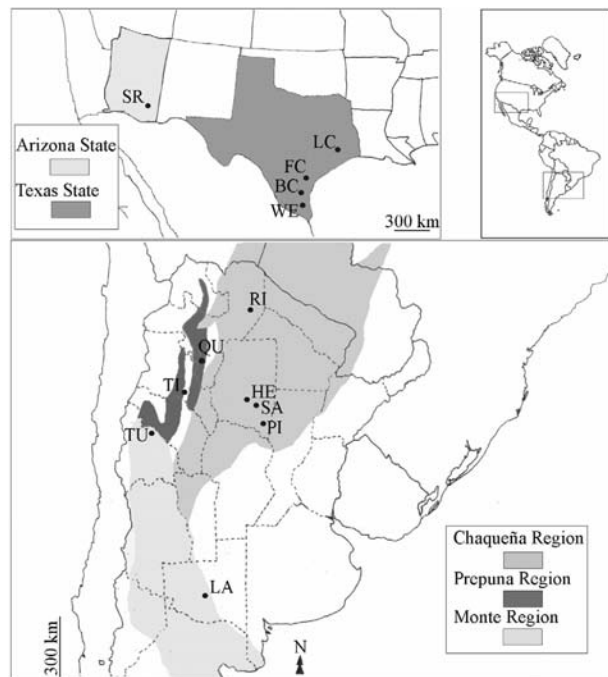 SR
LC
FC
BC
WE
Arizona State
Texas State
300 km
RI
QU
TI
HE
SA
PI
TU
LA
Chaqueña Region
Prepuna Region
Monte Region
300 km
N